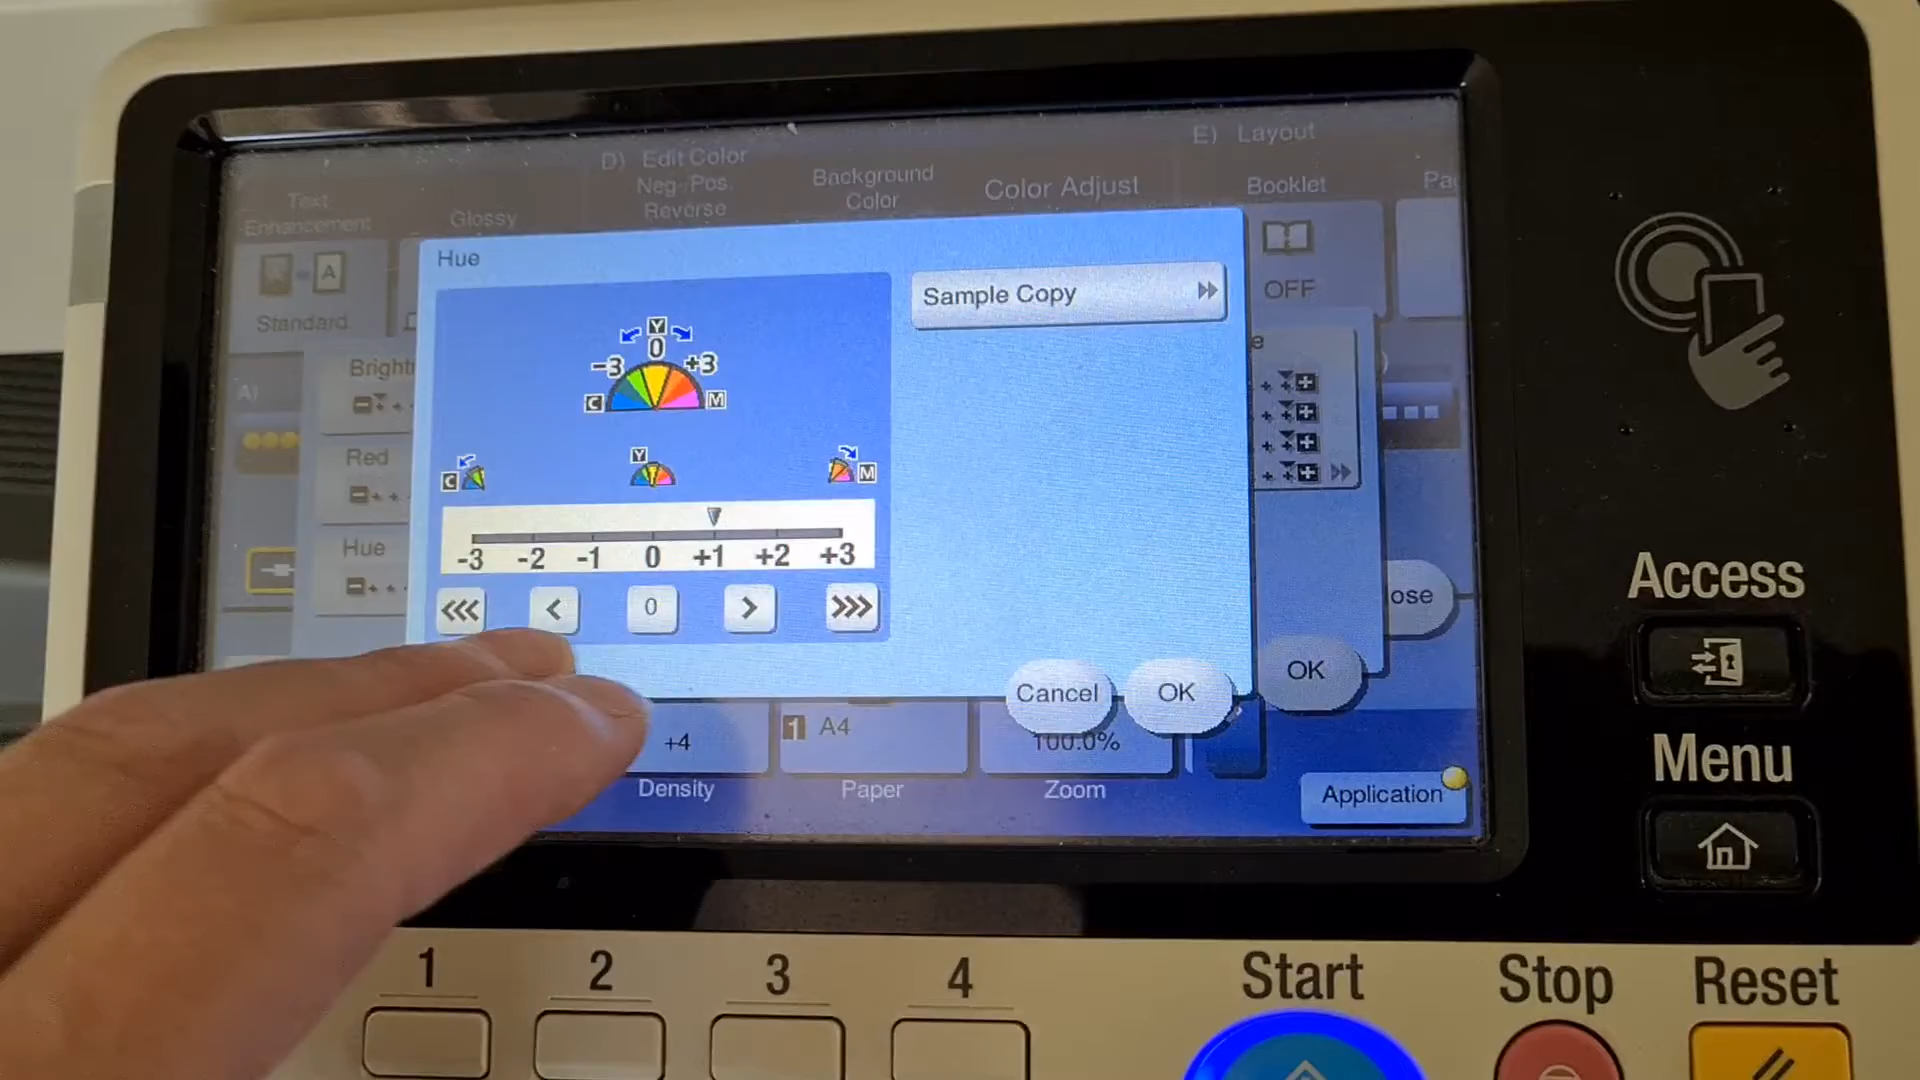 E) Layout
D) Edit Color
Text Enhancement
Glossy
Neg-/Pos. Reverse
Background Color
Color Adjust
Booklet
A
Standard
OFF
Hue
Sample Copy
Y
0
-3
+3
C
M
A)
Red
Hue
Y
C
M
-3 -2 -1 0 +1 +2 +3
0
Cancel
OK
OK
+4
1 A4
100.0%
Density
Paper
Zoom
Application
Access
Menu
1
2
3
4
Start
Stop
Reset